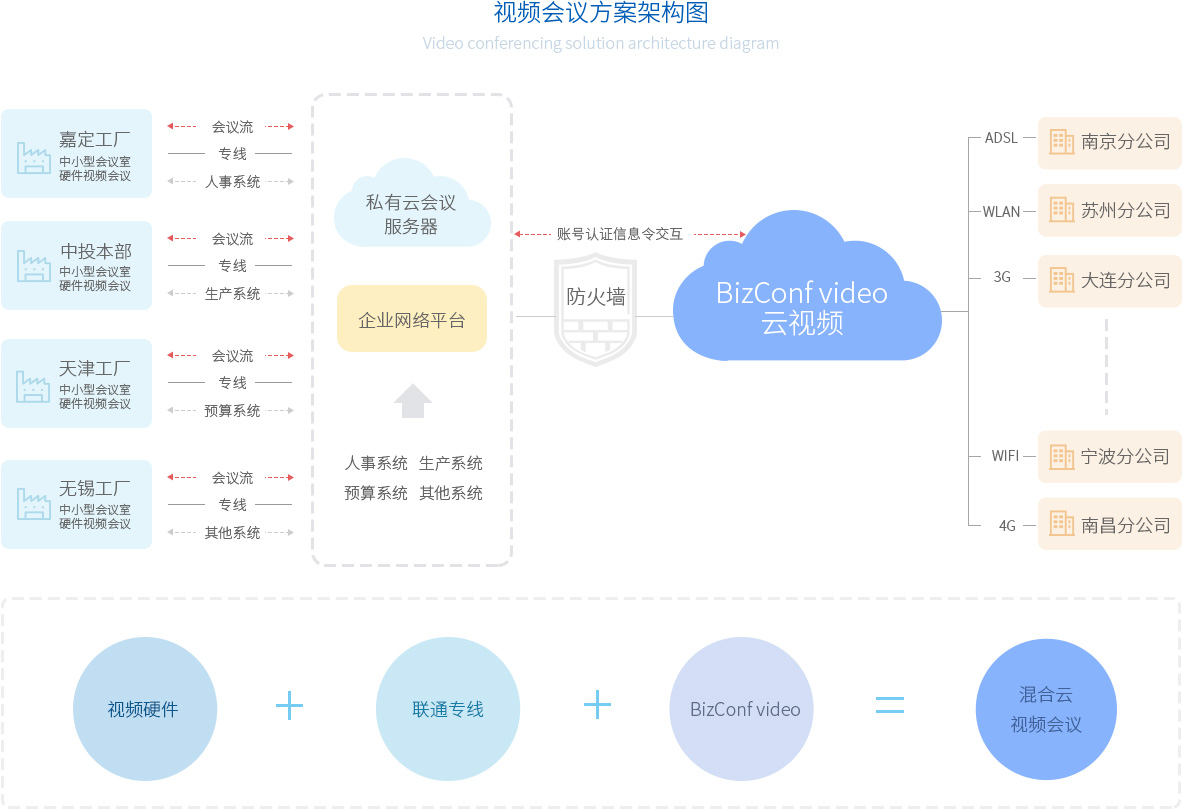 视频会议方案架构图
Video conferencing solution architecture diagram
嘉定工厂
中小型会议室
硬件视频会议
会议流
专线
人事系统
中投本部
中小型会议室
硬件视频会议
会议流
专线
生产系统
天津工厂
中小型会议室
硬件视频会议
会议流
专线
预算系统
无锡工厂
中小型会议室
硬件视频会议
会议流
专线
其他系统
私有云会议
服务器
企业网络平台
人事系统 生产系统
预算系统 其他系统
账号认证信息令交互
防火墙
BizConf video
云视频
ADSL
南京分公司
WLAN
苏州分公司
3G
大连分公司
WIFI
宁波分公司
4G
南昌分公司
视频硬件
+
联通专线
+
BizConf video
=
混合云
视频会议